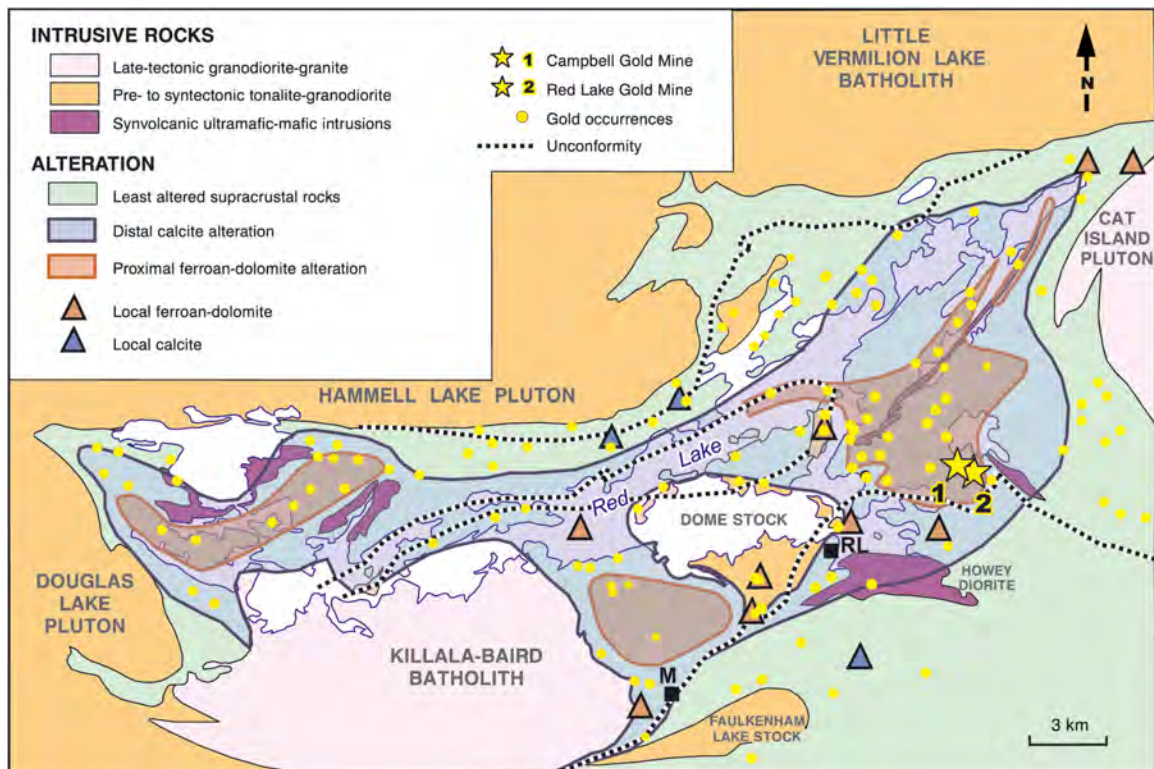 INTRUSIVE ROCKS
Late-tectonic granodiorite-granite
Pre- to syntectonic tonalite-granodiorite
Synvolcanic ultramafic-mafic intrusions
ALTERATION
Least altered supracrustal rocks
Distal calcite alteration
Proximal ferroan-dolomite alteration
Local ferroan-dolomite
Local calcite
1 Campbell Gold Mine
2 Red Lake Gold Mine
Gold occurrences
Unconformity
LITTLE
VERMILION LAKE
BATHOLITH
N
CAT
ISLAND
PLUTON
HAMMELL LAKE PLUTON
Lake
Red
1
2
DOME STOCK
RL
HOWEY
DIORITE
DOUGLAS
LAKE
PLUTON
KILLALA-BAIRD
BATHOLITH
M
FAULKENHAM
LAKE STOCK
3 km